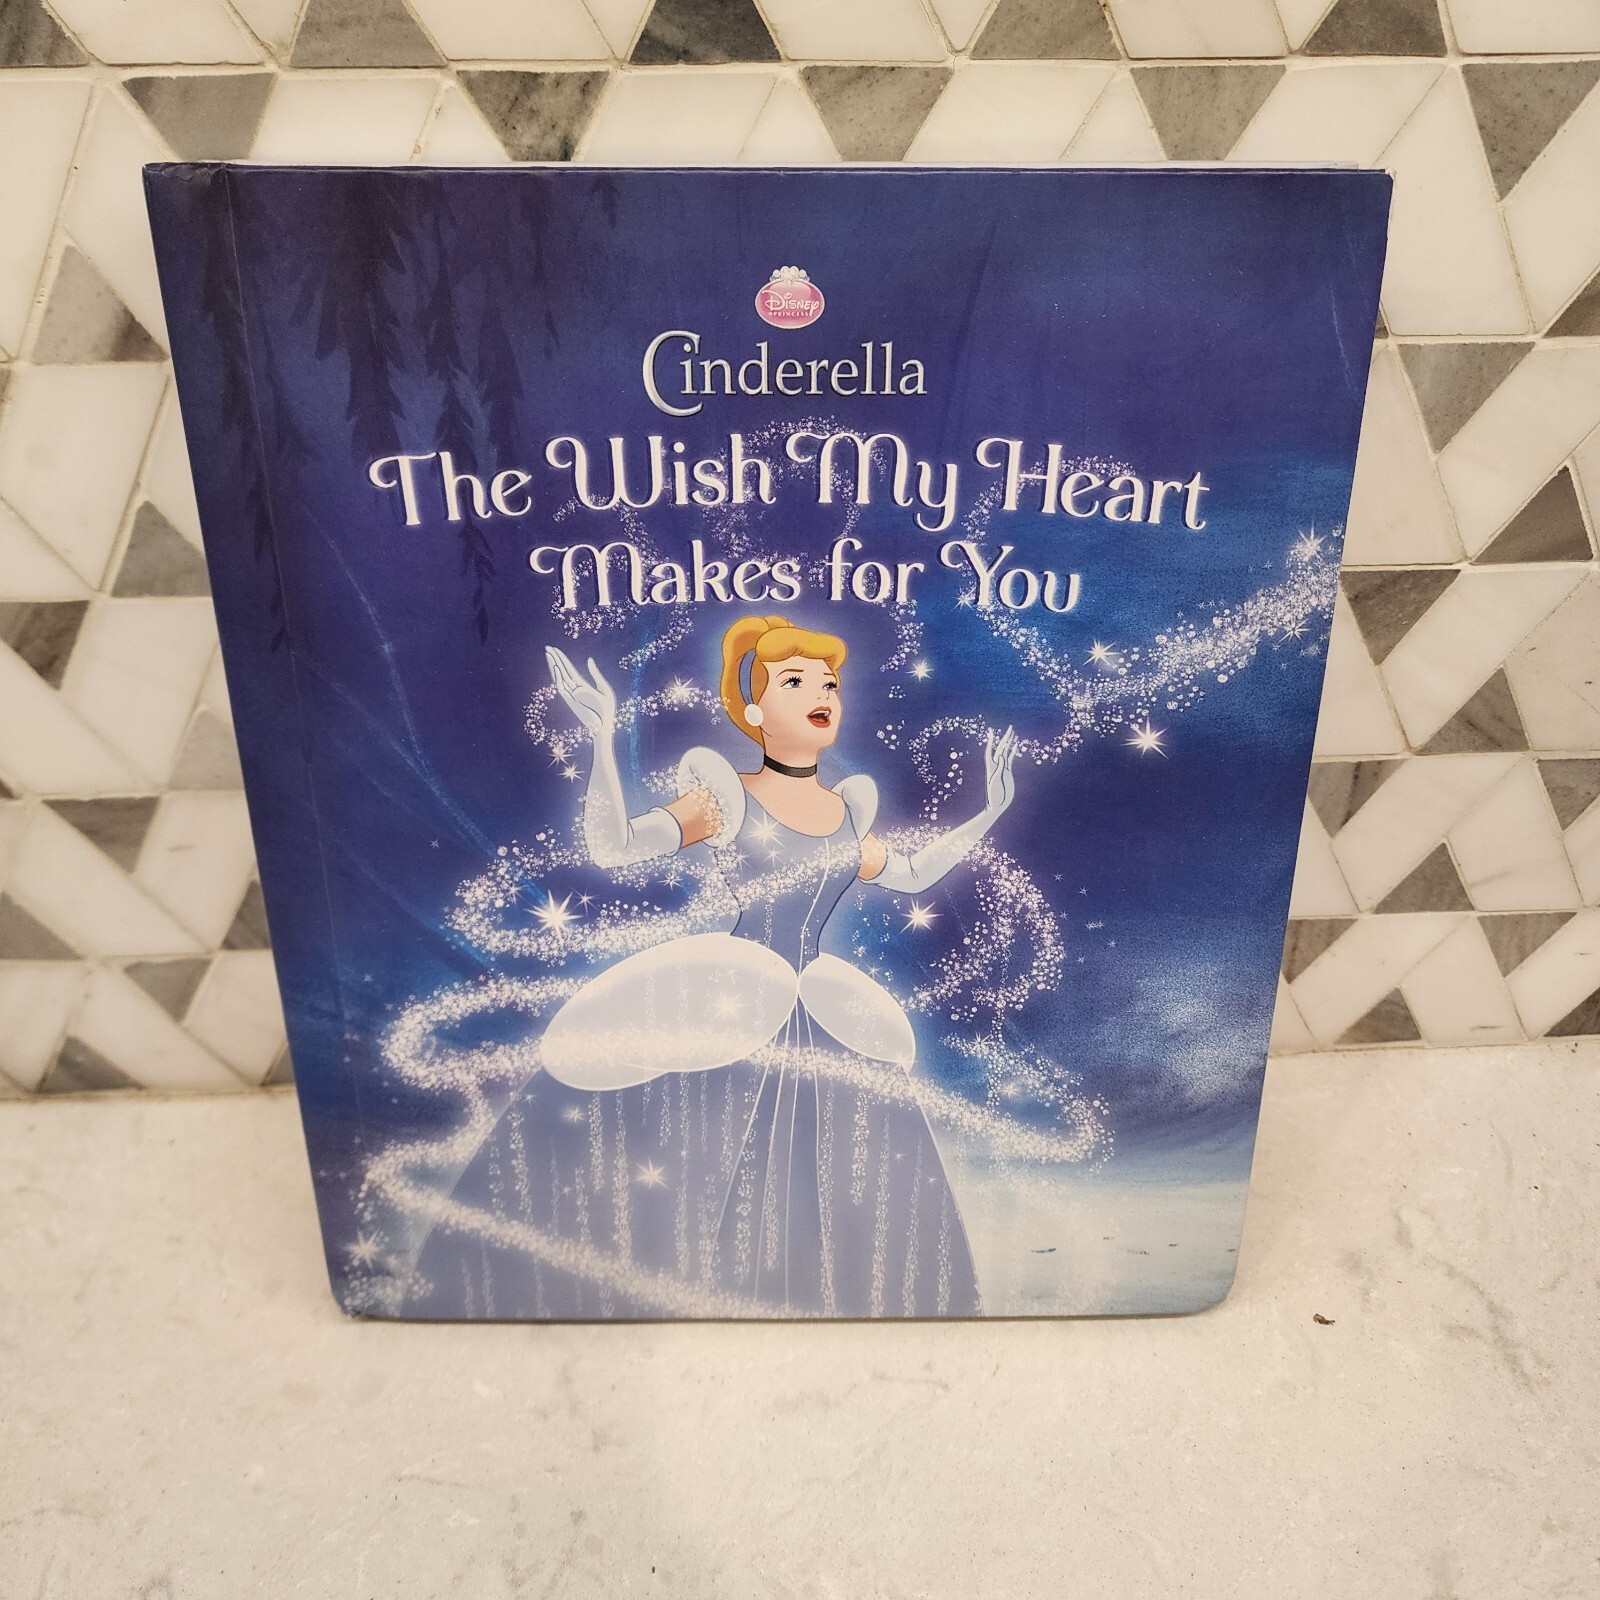 Disney
PRINCESS
Cinderella
The Wish My Heart
Makes for You